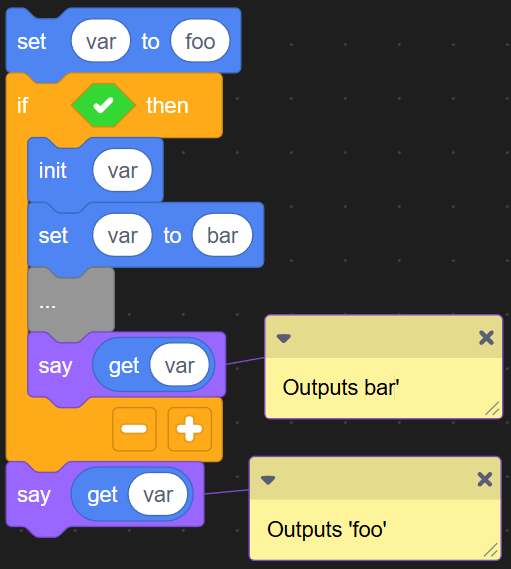 set var to foo
if then
init var
set var to bar
...
say get var
Outputs bar'
say get var
Outputs 'foo'